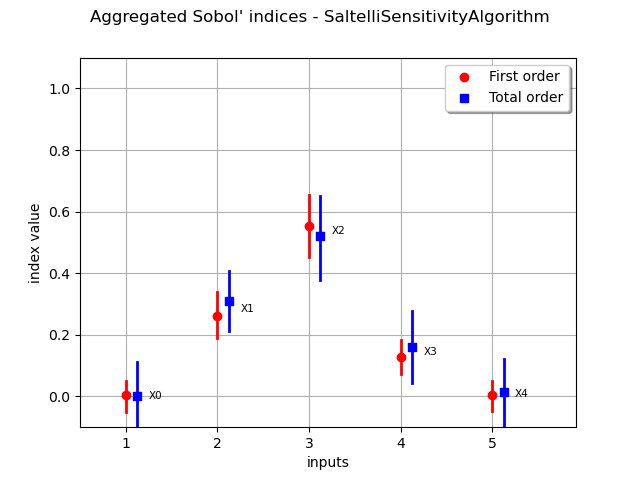 Aggregated Sobol' indices - SaltelliSensitivityAlgorithm
First order
Total order
1.0
0.8
0.6
0.4
0.2
0.0
index value
X0
X1
X2
X3
X4
1 2 3 4 5
inputs